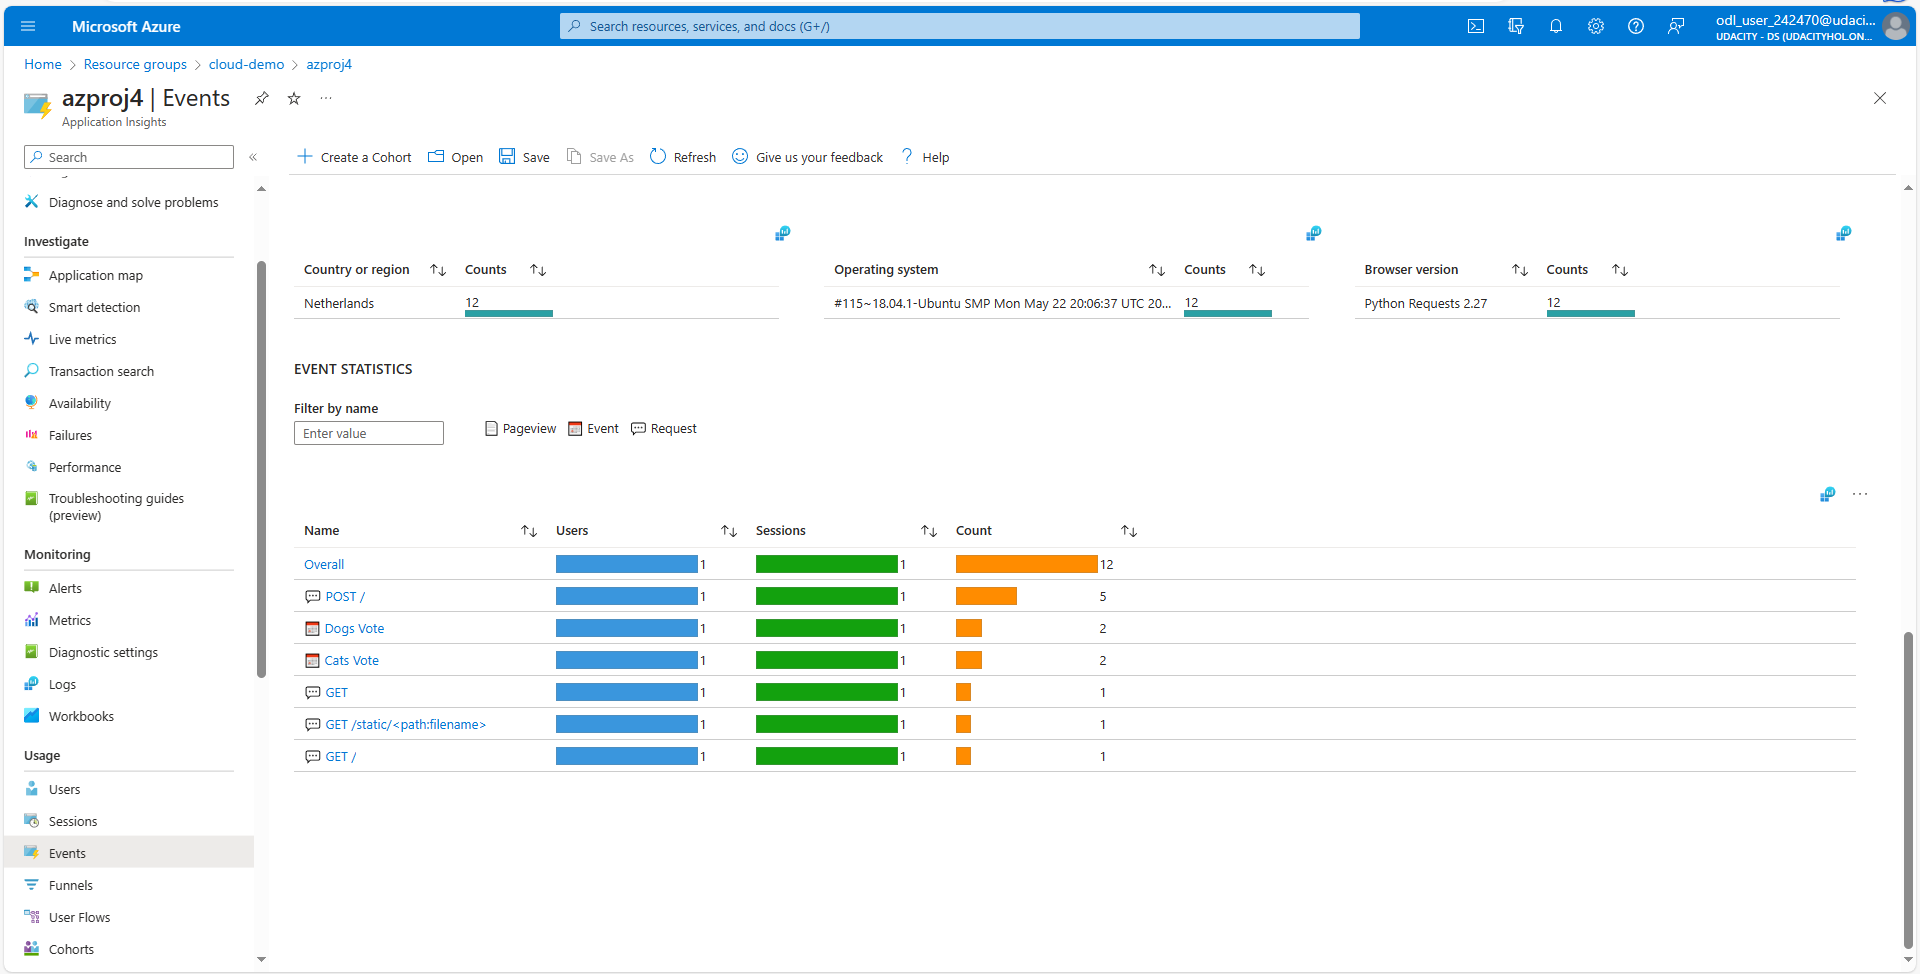 Microsoft Azure
Search resources, services, and docs (G+/)
odl_user_242470@udaci...
UDACITY - DS (UDACITYHOL.ON...
Home > Resource groups > cloud-demo > azproj4
azproj4 | Events
...
Application Insights
Search
«
Create a Cohort
Open
Save
Save As
Refresh
Give us your feedback
Help
Diagnose and solve problems
Investigate
Application map
Smart detection
Live metrics
Transaction search
Availability
Failures
Performance
Troubleshooting guides
(preview)
Monitoring
Alerts
Metrics
Diagnostic settings
Logs
Workbooks
Usage
Users
Sessions
Events
Funnels
User Flows
Cohorts
Country or region Counts
Netherlands 12
Operating system Counts
#115~18.04.1-Ubuntu SMP Mon May 22 20:06:37 UTC 20... 12
Browser version Counts
Python Requests 2.27 12
EVENT STATISTICS
Filter by name
Enter value
Pageview Event Request
...
Name Users Sessions Count
Overall 1 1 12
POST / 1 1 5
Dogs Vote 1 1 2
Cats Vote 1 1 2
GET 1 1 1
GET /static/<path:filename> 1 1 1
GET / 1 1 1